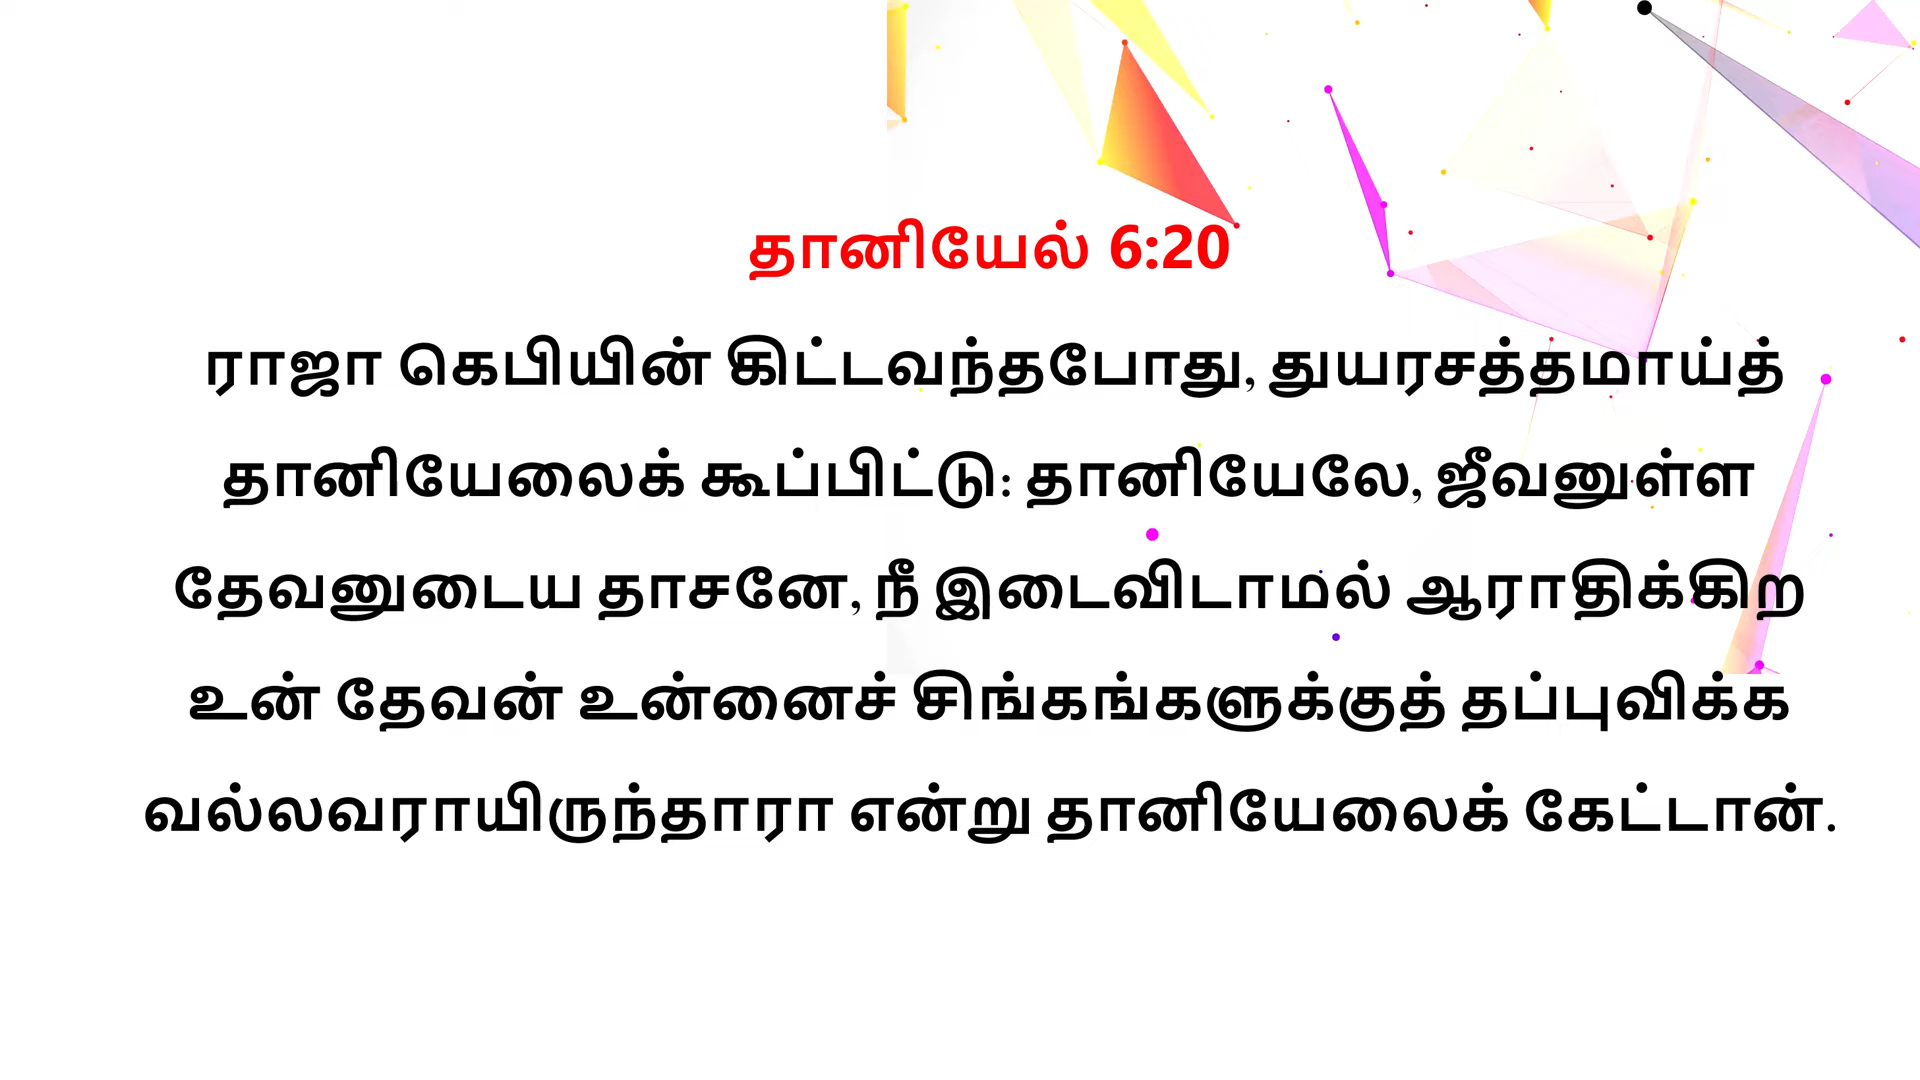 தானியேல் 6:20
ராஜா கெபியின் கிட்டவந்தபோது, துயரசத்தமாய்த்
தானியேலைக் கூப்பிட்டு: தானியேலே, ஜீவனுள்ள
தேவனுடைய தாசனே, நீ இடைவிடாமல் ஆராதிக்கிற
உன் தேவன் உன்னைச் சிங்கங்களுக்குத் தப்புவிக்க
வல்லவராயிருந்தாரா என்று தானியேலைக் கேட்டான்.